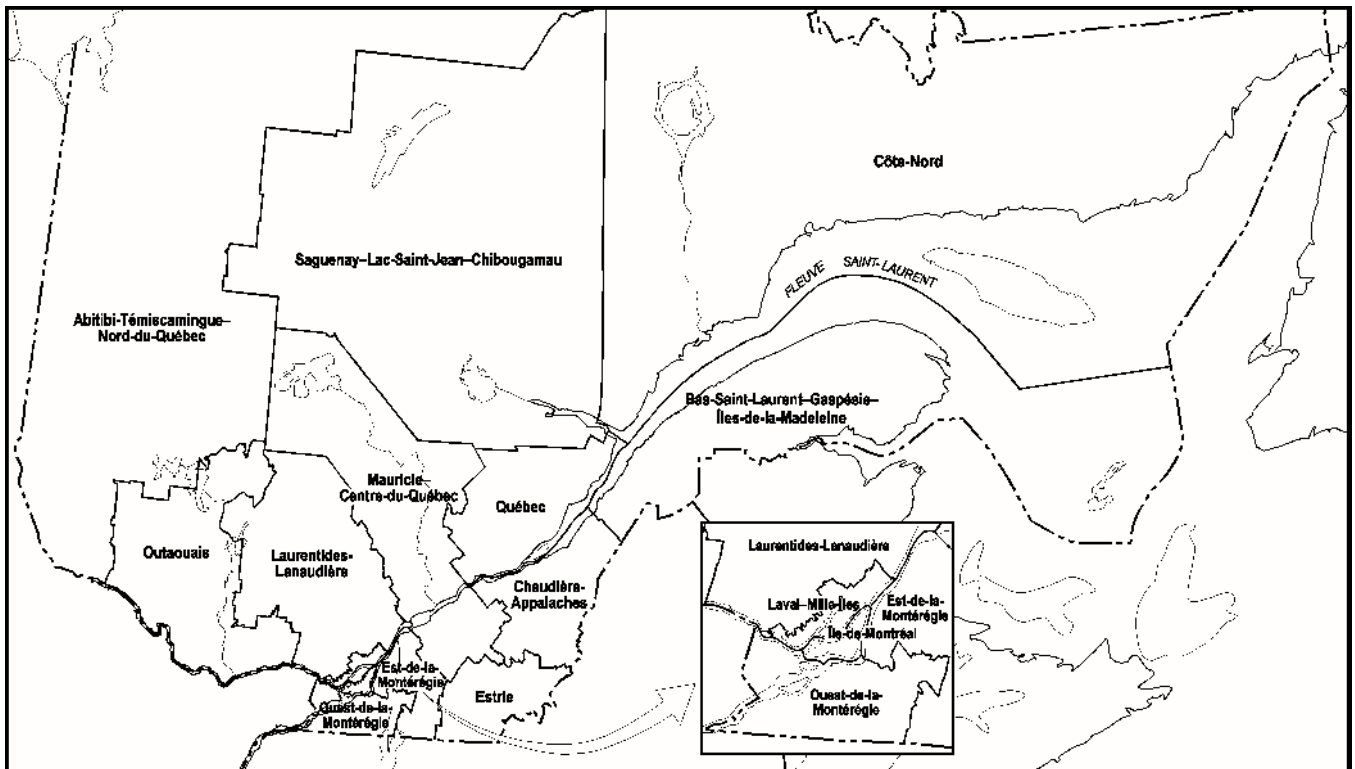 Côte-Nord
Saguenay–Lac-Saint-Jean–Chibougamau
FLEUVE SAINT-LAURENT
Abitibi-Témiscamingue–
Nord-du-Québec
Bas-Saint-Laurent–Gaspésie–
Îles-de-la-Madeleine
Mauricie–
Centre-du-Québec
Québec
Outaouais
Laurentides-
Lanaudière
Chaudière-
Appalaches
Est-de-la-
Montérégie
Estrie
Ouest-de-la-
Montérégie
Laurentides-Lanaudière
Laval–Mille-Îles
Est-de-la-
Montérégie
Île-de-Montréal
Ouest-de-la-
Montérégie